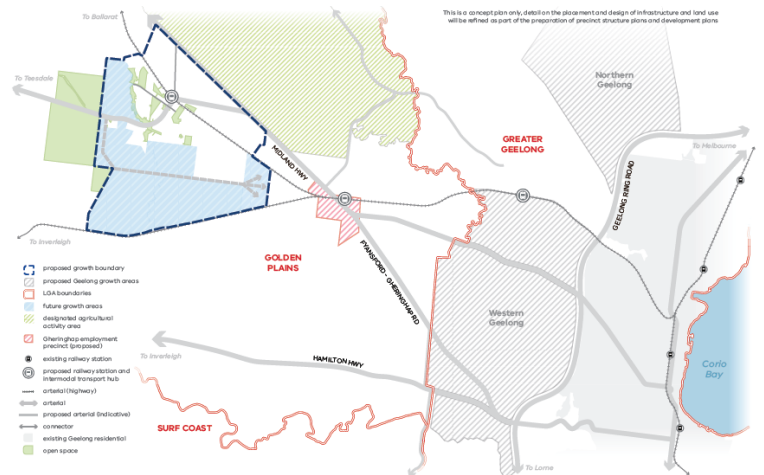 This is a concept plan only, detail on the placement and design of infrastructure and land use
will be refined as part of the preparation of precinct structure plans and development plans
To Ballarat
To Teesdale
Northern
Geelong
To Melbourne
GREATER
GEELONG
MIDLAND HWY
GEELONG RING ROAD
To Inverleigh
GOLDEN
PLAINS
FYANSFORD - GHERINGHAP RD
proposed growth boundary
proposed Geelong growth areas
LGA boundaries
future growth areas
designated agricultural
activity area
Gheringhap employment
precinct (proposed)
existing railway station
proposed railway station and
intermodal transport hub
arterial (highway)
arterial
proposed arterial (indicative)
connector
existing Geelong residential
open space
Western
Geelong
To Inverleigh
HAMILTON HWY
Corio
Bay
SURF COAST
To Lorne